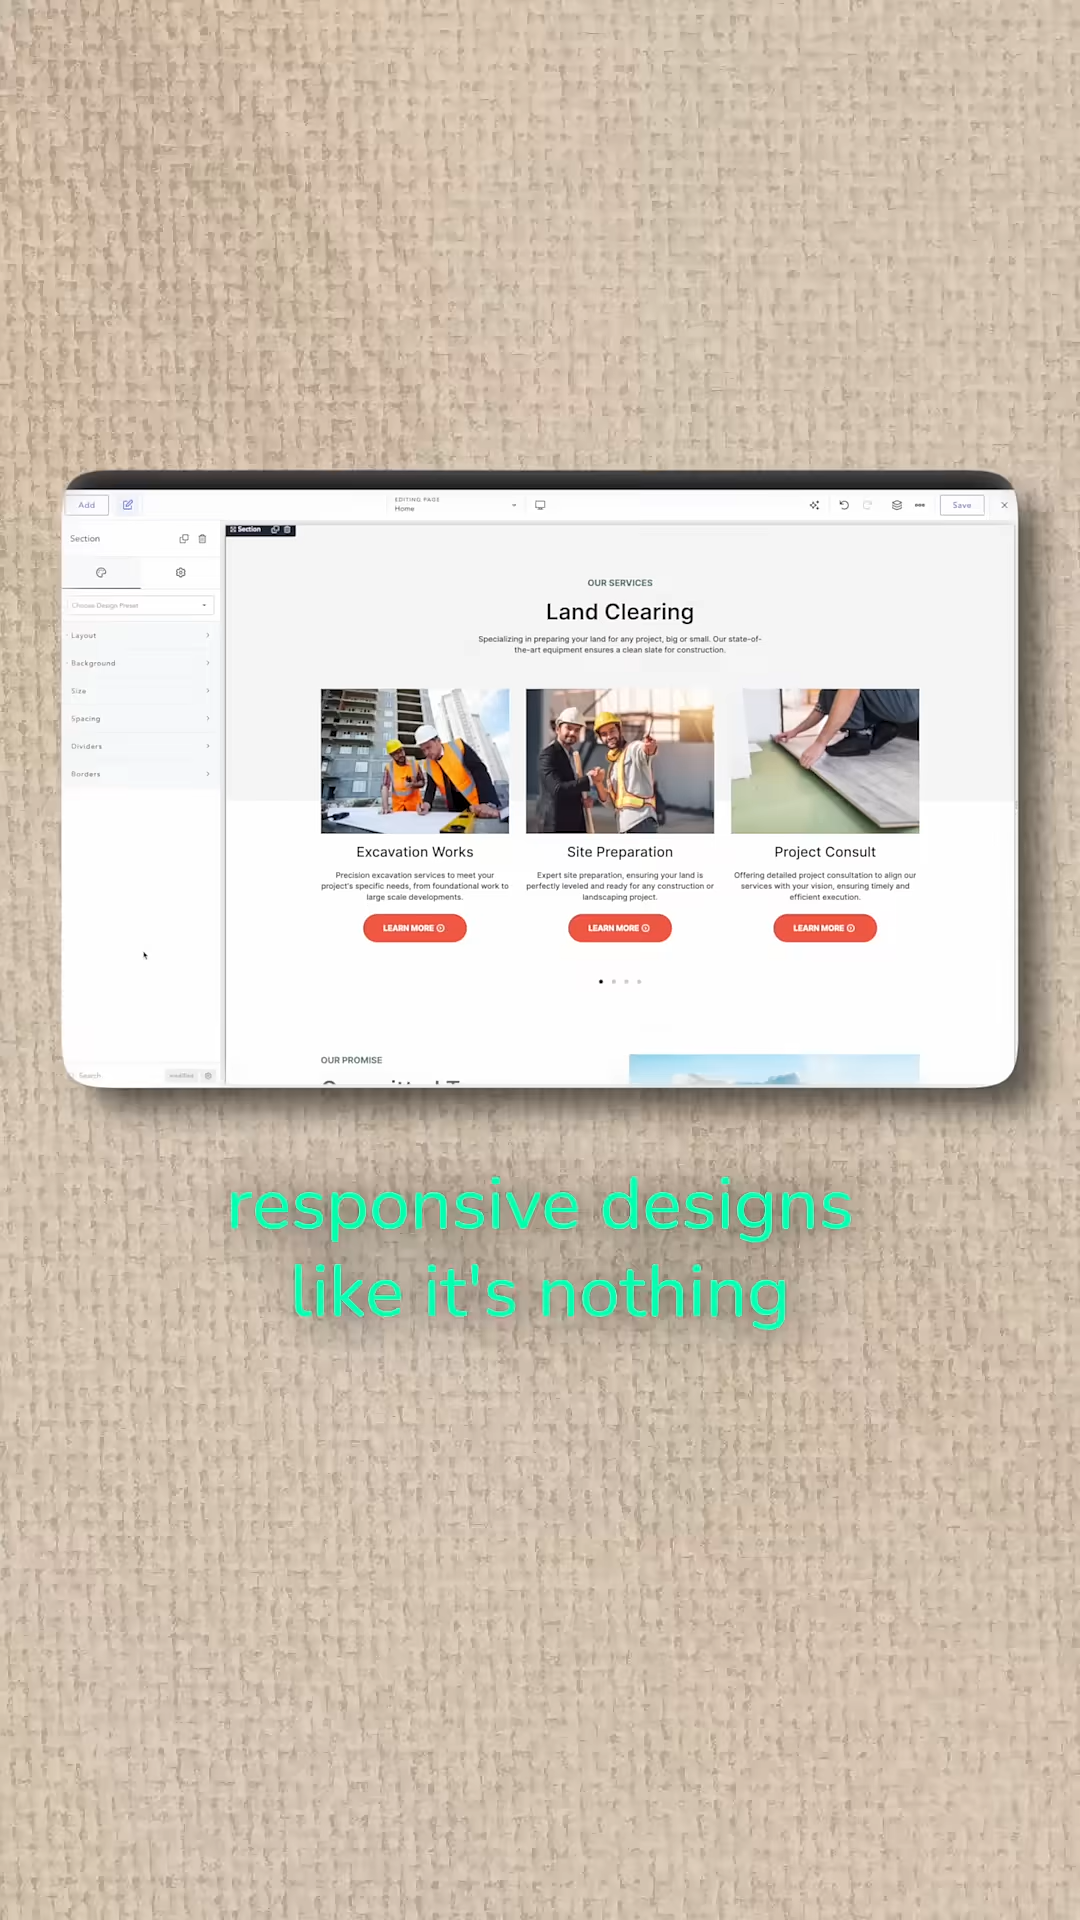 Add
EDITING PAGE
Home
Save
Section
Section
Choose Design Preset
Layout
Background
Size
Spacing
Dividers
Borders
Search
modified
OUR SERVICES
Land Clearing
Specializing in preparing your land for any project, big or small. Our state-of-
the-art equipment ensures a clean slate for construction.
Excavation Works
Precision excavation services to meet your
project's specific needs, from foundational work to
large scale developments.
LEARN MORE
Site Preparation
Expert site preparation, ensuring your land is
perfectly leveled and ready for any construction or
landscaping project.
LEARN MORE
Project Consult
Offering detailed project consultation to align our
services with your vision, ensuring timely and
efficient execution.
LEARN MORE
OUR PROMISE
responsive designs
like it's nothing